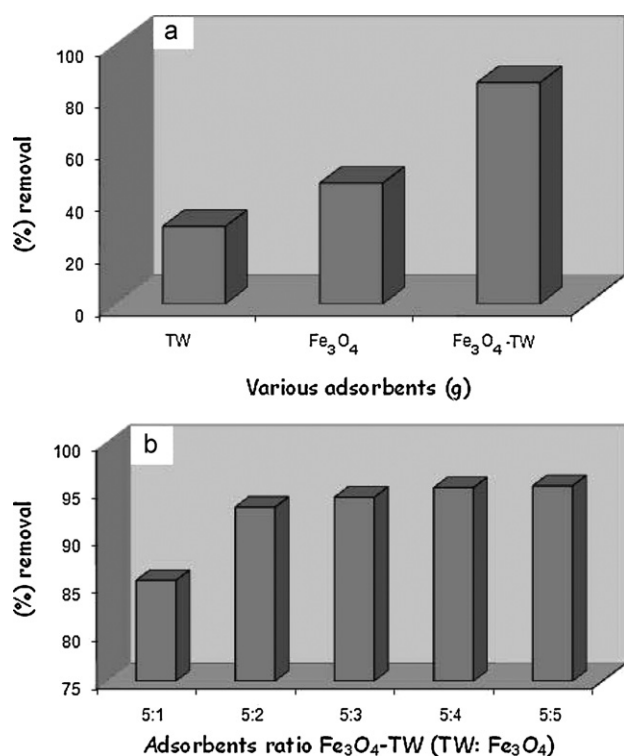 a
100
80
60
40
20
0
(%) removal
TW Fe₃O₄ Fe₃O₄-TW
Various adsorbents (g)
b
100
95
90
85
80
75
(%) removal
5:1 5:2 5:3 5:4 5:5
Adsorbents ratio Fe₃O₄-TW (TW: Fe₃O₄)